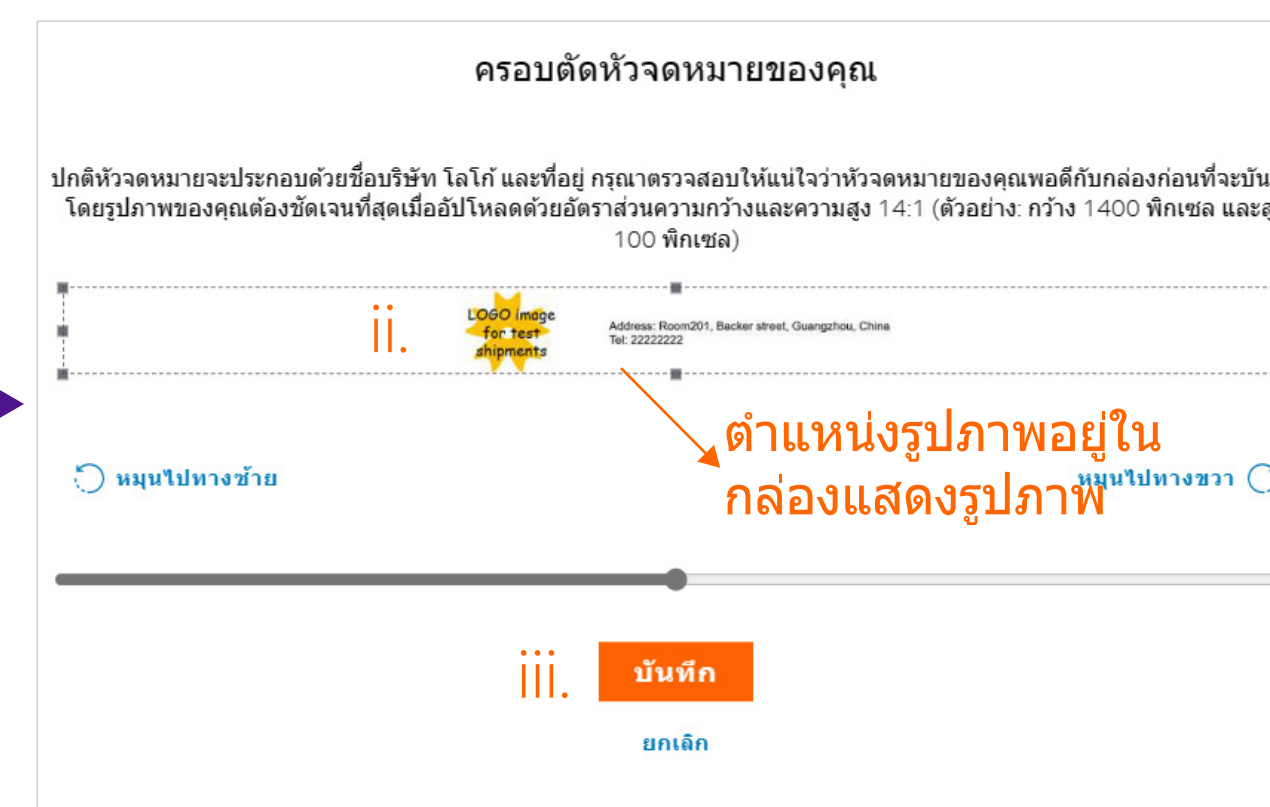 ครอบตัดหัวจดหมายของคุณ
ปกติหัวจดหมายจะประกอบด้วยชื่อบริษัท โลโก้ และที่อยู่ กรุณาตรวจสอบให้แน่ใจว่าหัวจดหมายของคุณพอดีกับกล่องก่อนที่จะบัน
โดยรูปภาพของคุณต้องชัดเจนที่สุดเมื่ออัปโหลดด้วยอัตราส่วนความกว้างและความสูง 14:1 (ตัวอย่าง: กว้าง 1400 พิกเซล และสู
100 พิกเซล)
ii.
LOGO image
for test
shipments
Address: Room201, Backer street, Guangzhou, China
Tel: 22222222
ตำแหน่งรูปภาพอยู่ใน
กล่องแสดงรูปภาพ
หมุนไปทางซ้าย
หมุนไปทางขวา
iii.
บันทึก
ยกเลิก